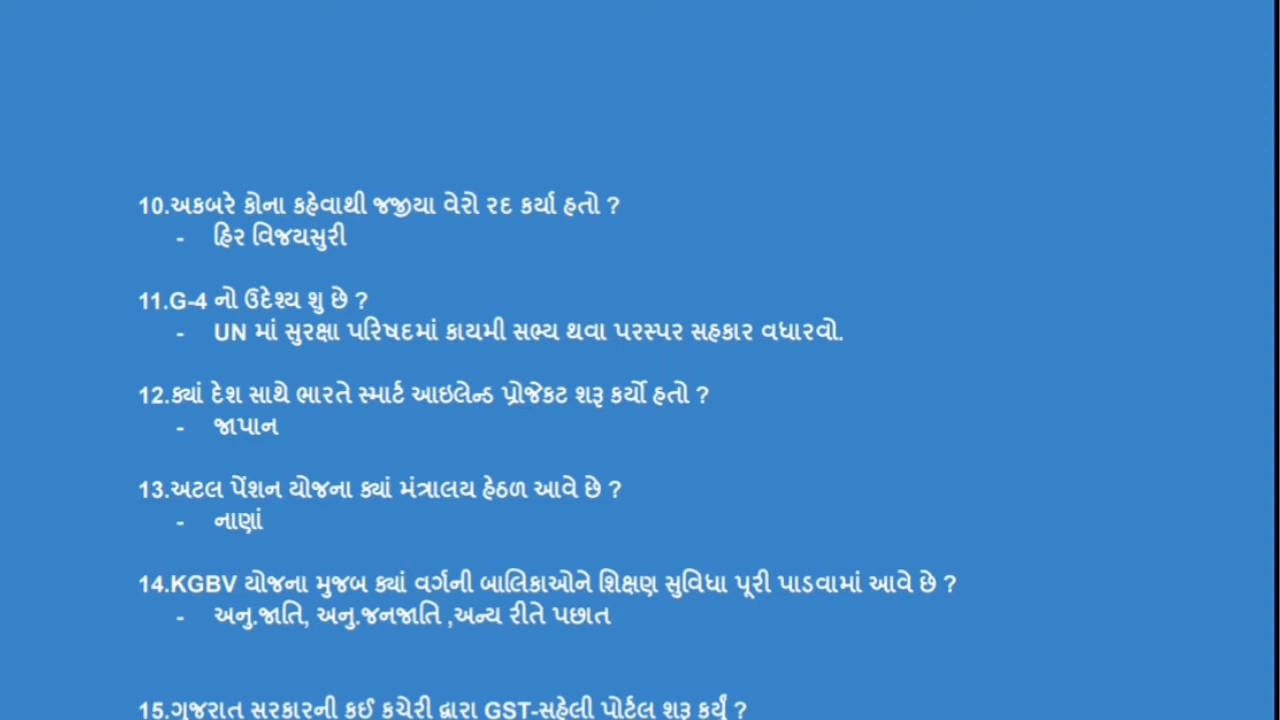 10.અકબરે કોના કહેવાથી જજીયા વેરો રદ કર્યા હતો ?
- હિર વિજયસુરી
11.G-4 નો ઉદેશ્ય શુ છે ?
- UN માં સુરક્ષા પરિષદમાં કાયમી સભ્ય થવા પરસ્પર સહકાર વધારવો.
12.ક્યાં દેશ સાથે ભારતે સ્માર્ટ આઇલેન્ડ પ્રોજેકટ શરૂ કર્યો હતો ?
- જાપાન
13.અટલ પેંશન યોજના ક્યાં મંત્રાલય હેઠળ આવે છે ?
- નાણાં
14.KGBV યોજના મુજબ ક્યાં વર્ગની બાલિકાઓને શિક્ષણ સુવિધા પૂરી પાડવામાં આવે છે ?
- અનુ.જાતિ, અનુ.જનજાતિ ,અન્ય રીતે પછાત
15.ગુજરાત સરકારની કઈ કચેરી દ્વારા GST-સહેલી પોર્ટલ શરૂ કર્યું ?